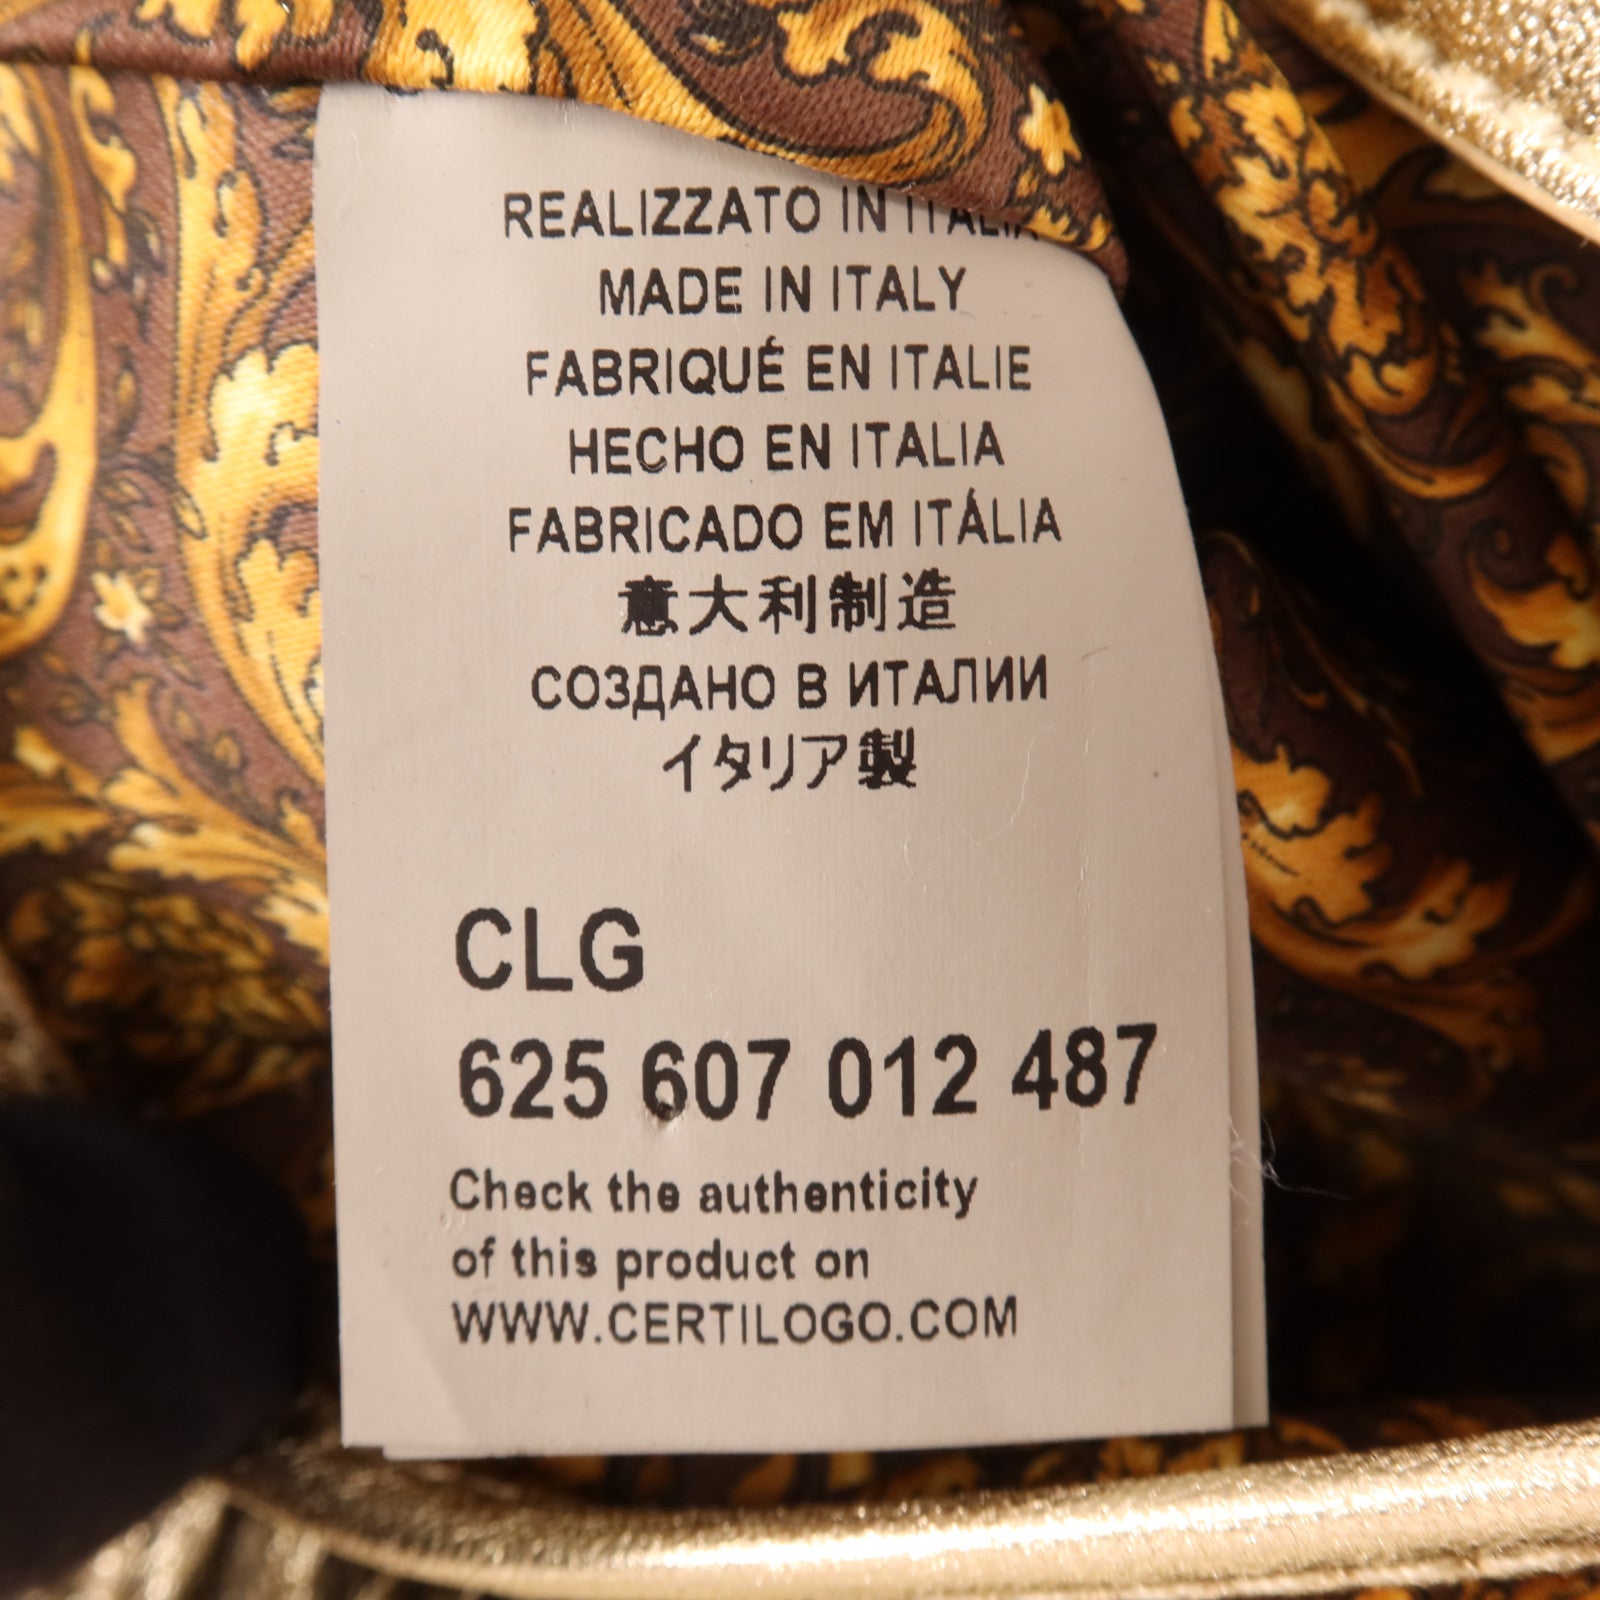 REALIZZATO IN ITALIA
MADE IN ITALY
FABRIQUÉ EN ITALIE
HECHO EN ITALIA
FABRICADO EM ITÁLIA
意大利制造
СОЗДАНО В ИТАЛИИ
イタリア製
CLG
625 607 012 487
Check the authenticity
of this product on
WWW.CERTILOGO.COM